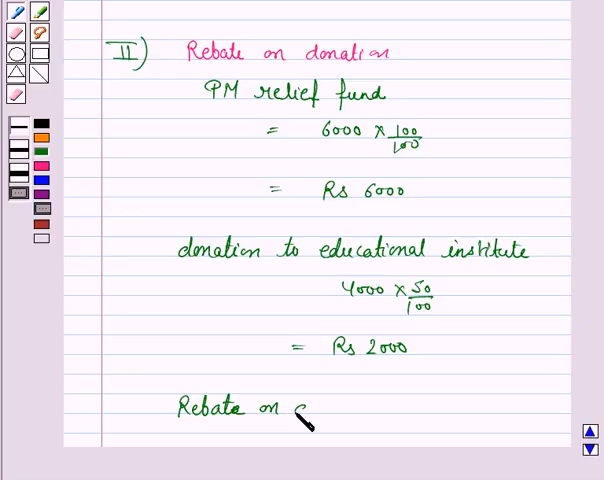 II) Rebate on donation
PM relief fund
= 6000 × 100/100
= Rs 6000
donation to educational institute
4000 × 50/100
= Rs 2000
Rebate on